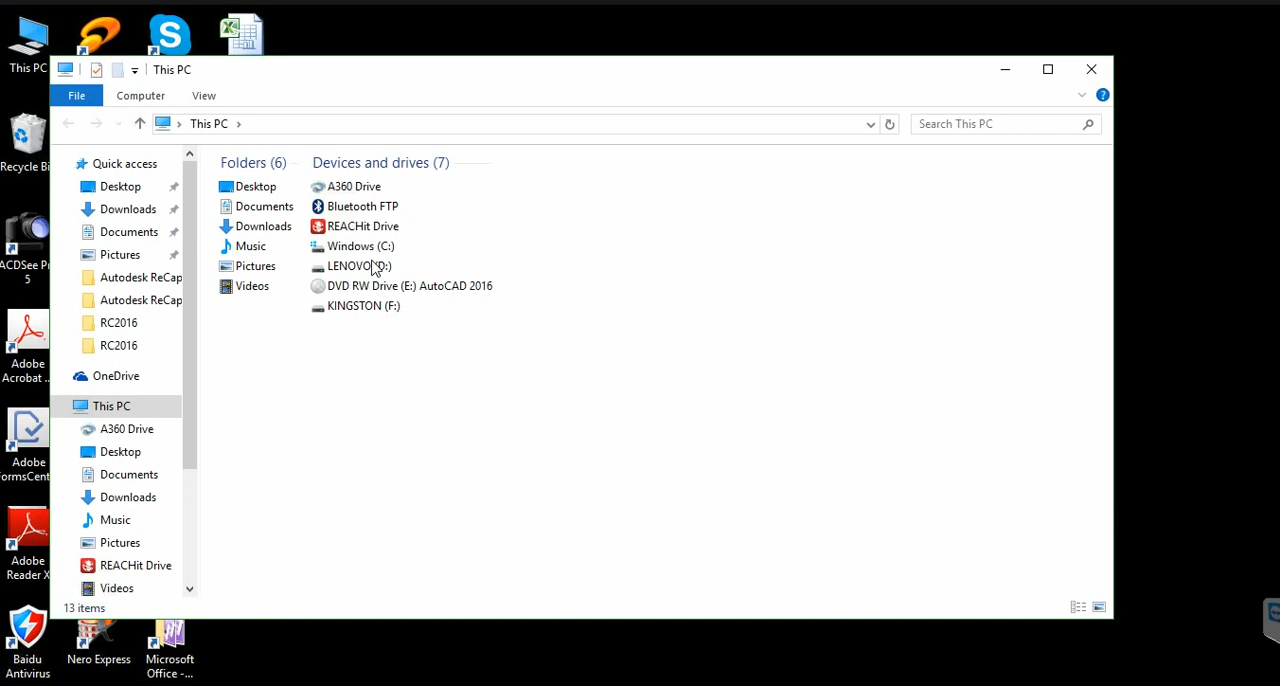 This PC
This PC
File
Computer
View
This PC
Search This PC
Quick access
Desktop
Downloads
Documents
Pictures
Autodesk ReCap
Autodesk ReCap
RC2016
RC2016
OneDrive
This PC
A360 Drive
Desktop
Documents
Downloads
Music
Pictures
REACHit Drive
Videos
Folders (6)
Desktop
Documents
Downloads
Music
Pictures
Videos
Devices and drives (7)
A360 Drive
Bluetooth FTP
REACHit Drive
Windows (C:)
LENOVO (D:)
DVD RW Drive (E:) AutoCAD 2016
KINGSTON (F:)
13 items
Recycle Bi
ACDSee P
5
Adobe
Acrobat ...
Adobe
ormsCent
Adobe
Reader X
Baidu
Antivirus
Nero Express
Microsoft
Office -...